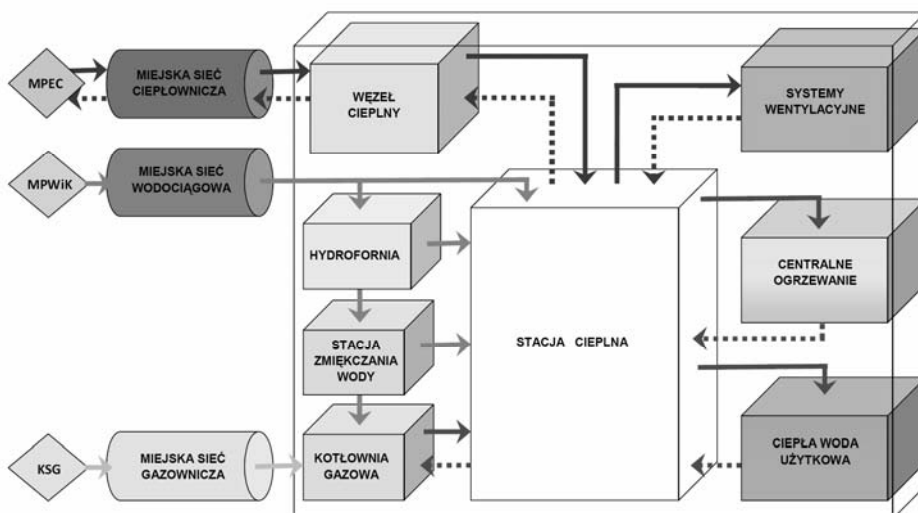 MPEC
MIEJSKA SIEĆ
CIEPŁOWNICZA
WĘZEŁ
CIEPLNY
SYSTEMY
WENTYLACYJNE
MPWiK
MIEJSKA SIEĆ
WODOCIĄGOWA
HYDROFORNIA
CENTRALNE
OGRZEWANIE
STACJA
ZMIĘKCZANIA
WODY
STACJA CIEPLNA
KSG
MIEJSKA SIEĆ
GAZOWNICZA
KOTŁOWNIA
GAZOWA
CIEPŁA WODA
UŻYTKOWA